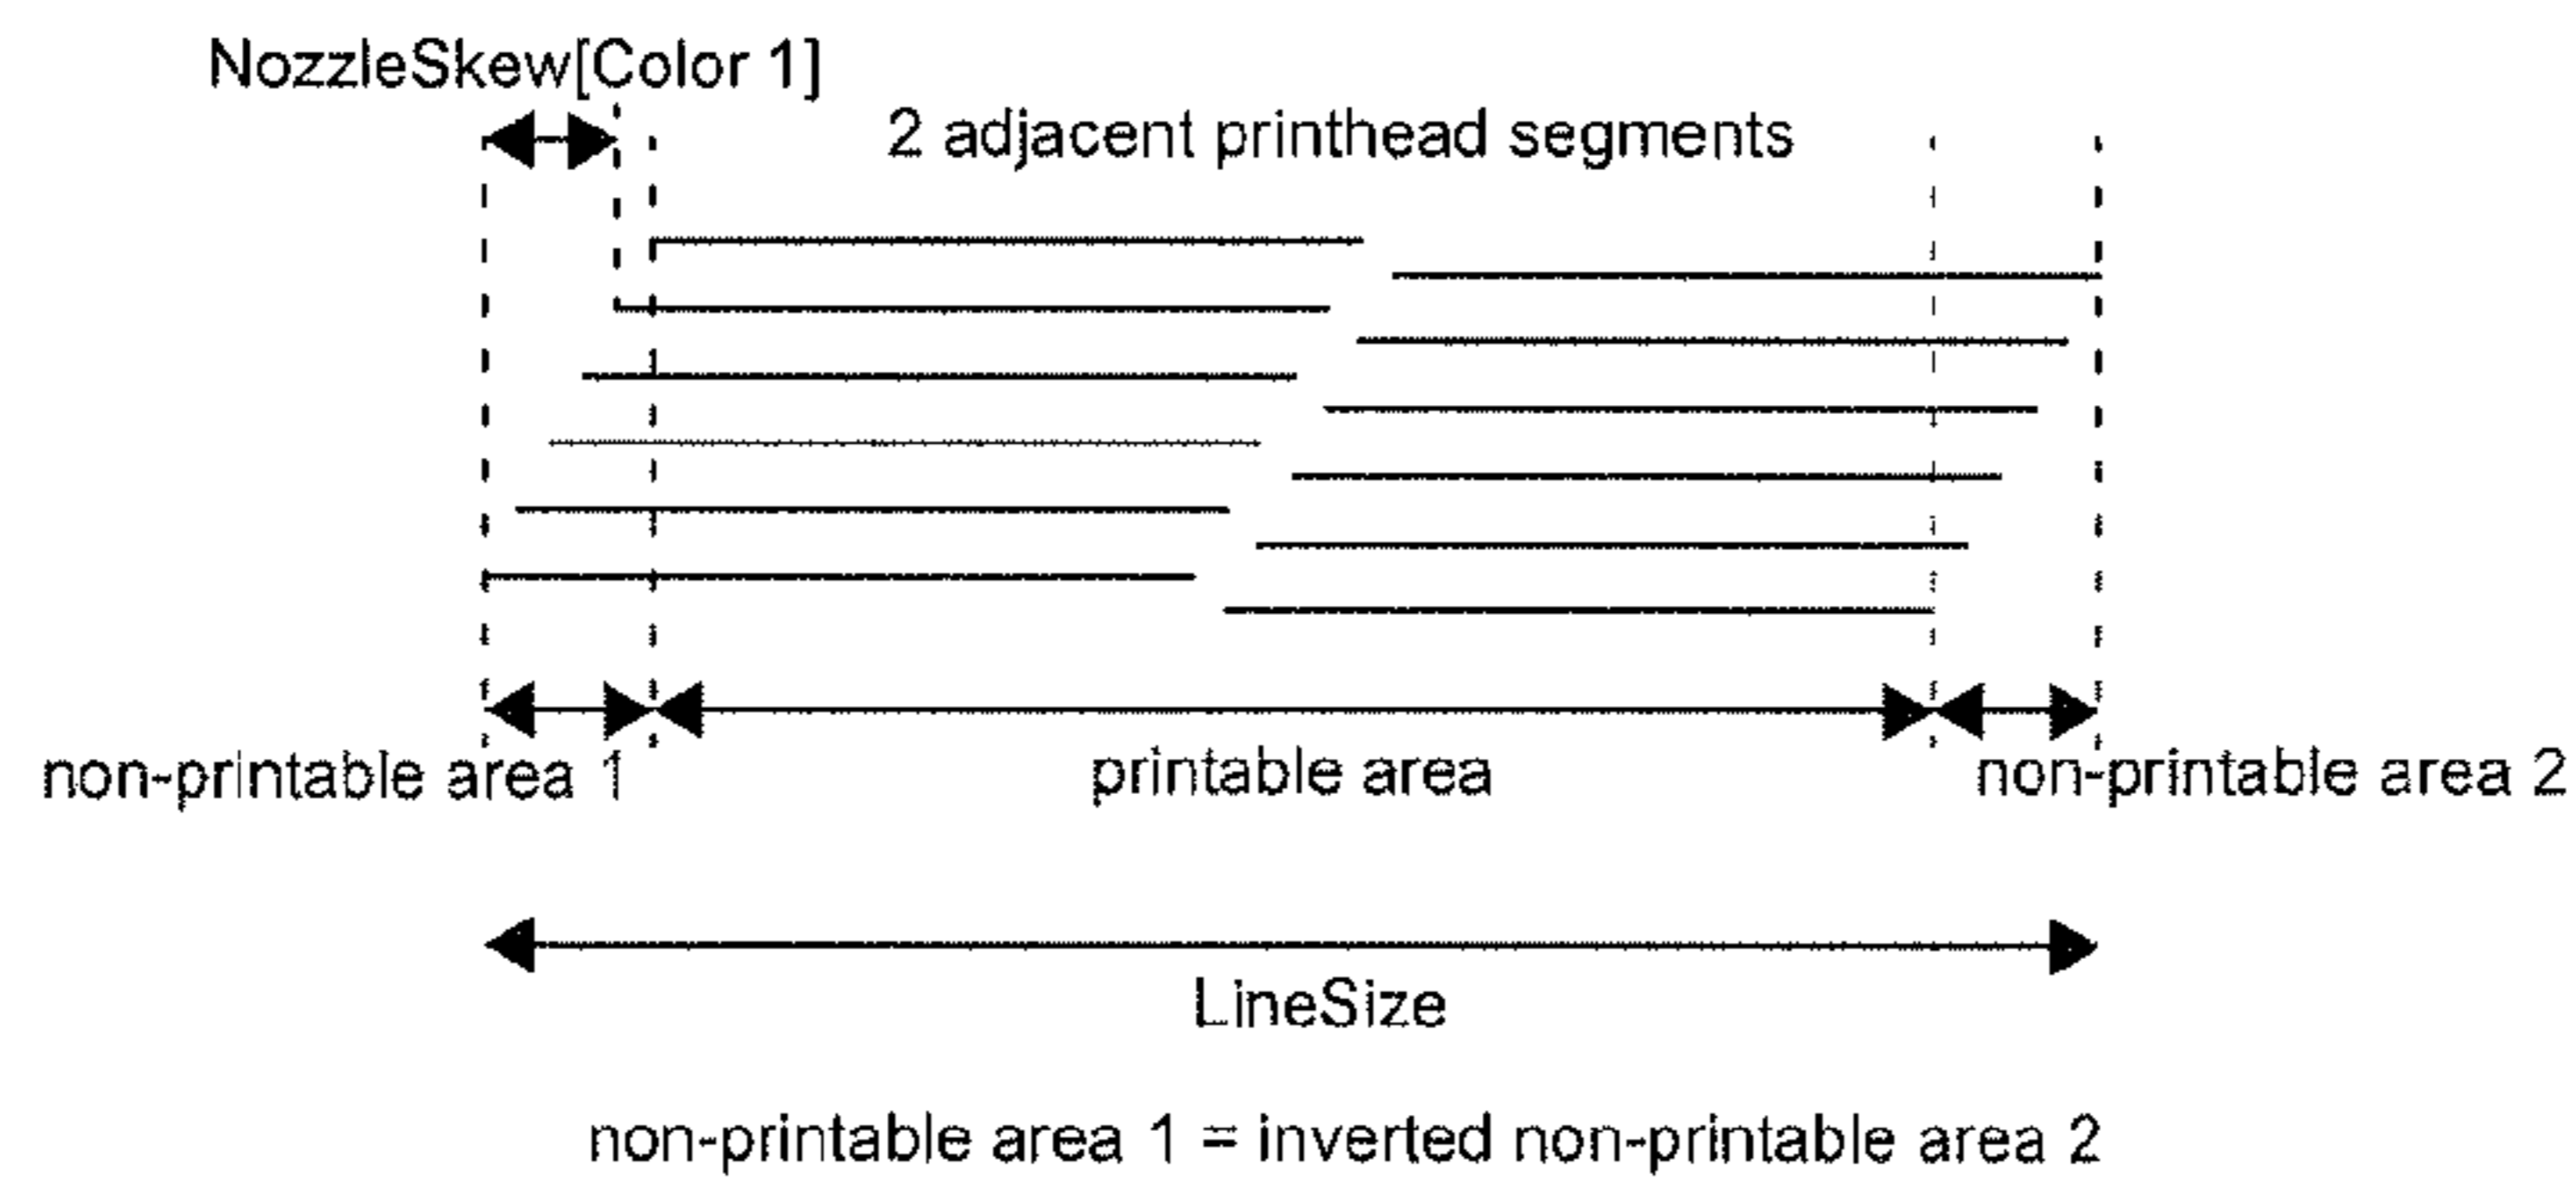 NozzleSkew[Color 1]
2 adjacent printhead segments
non-printable area 1
printable area
non-printable area 2
LineSize
non-printable area 1 = inverted non-printable area 2